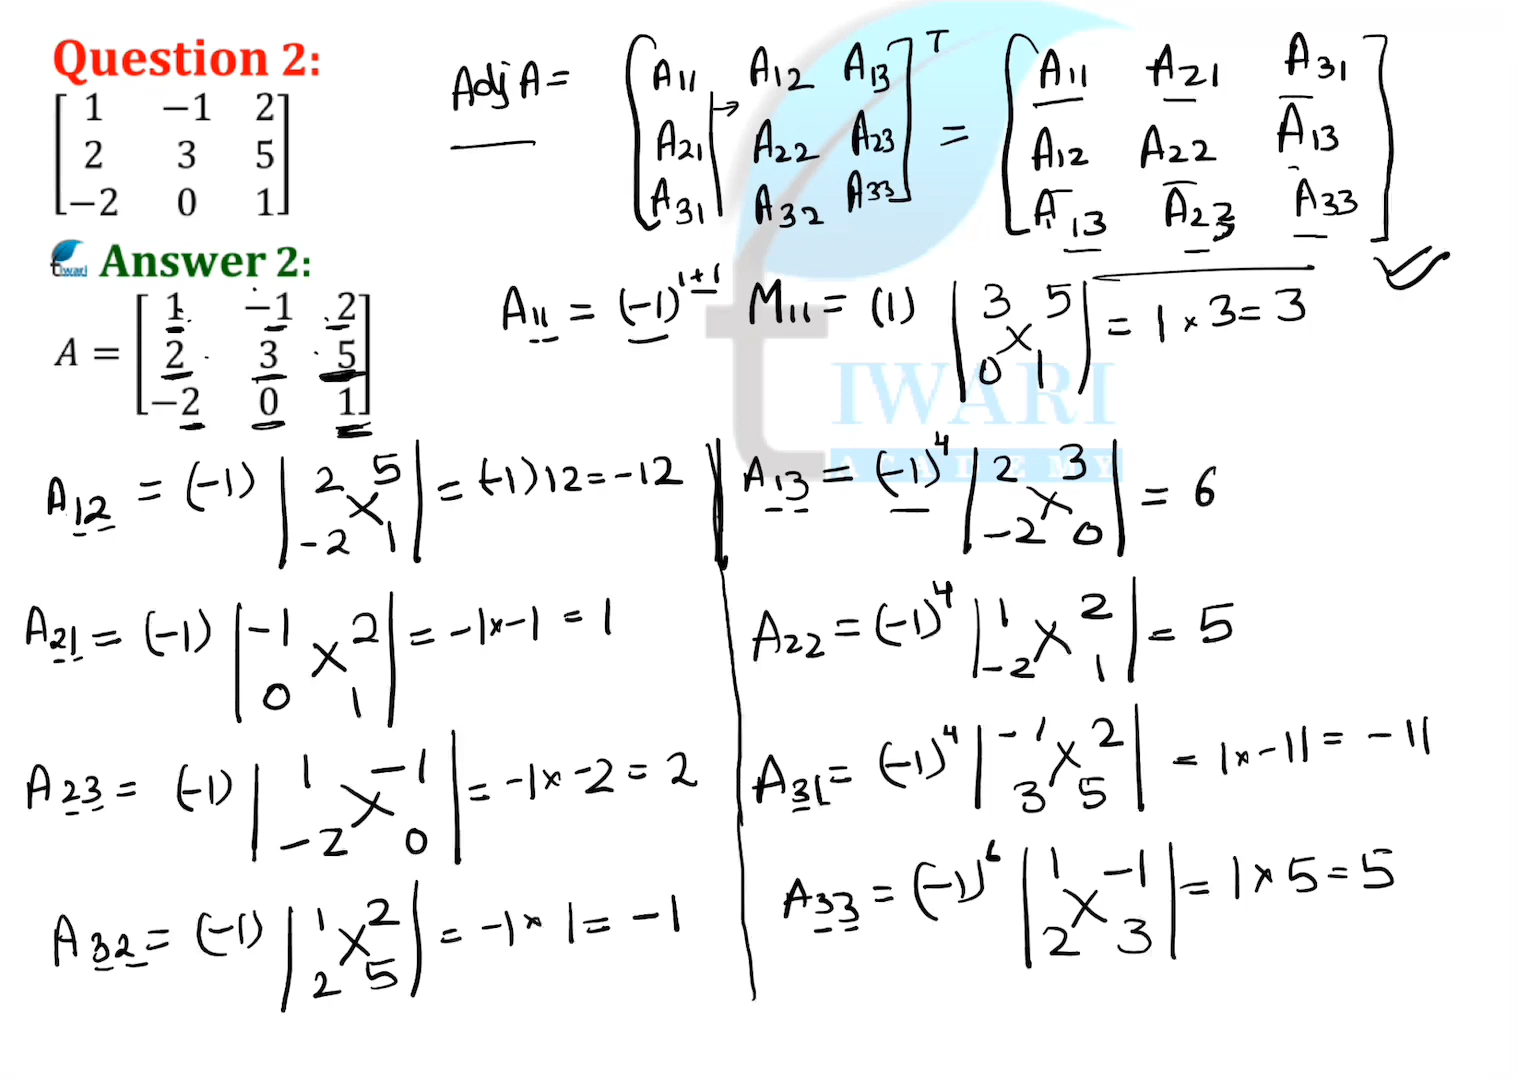 Question 2:
[1 −1 2]
[2 3 5]
[−2 0 1]
Adj A = [A11 A12 A13]ᵀ = [A11 A21 A31]
[A21 A22 A23] [A12 A22 A13]
[A31 A32 A33] [A13 A23 A33]
tiwari Answer 2:
A = [1 −1 2]
[2 3 5]
[−2 0 1]
A11 = (-1)^(1+1) M11 = (1) |3 5; 0 1| = 1 × 3 = 3
tIWARI
ACADEMY
A12 = (-1) |2 5; -2 1| = (-1) 12 = -12
A13 = (-1)^4 |2 3; -2 0| = 6
A21 = (-1) |-1 2; 0 1| = -1×-1 = 1
A22 = (-1)^4 |1 2; -2 1| = 5
A23 = (-1) |1 -1; -2 0| = -1× -2 = 2
A31 = (-1)^4 |-1 2; 3 5| = 1×-11 = -11
A32 = (-1) |1 2; 2 5| = -1× 1 = -1
A33 = (-1)^6 |1 -1; 2 3| = 1 × 5 = 5